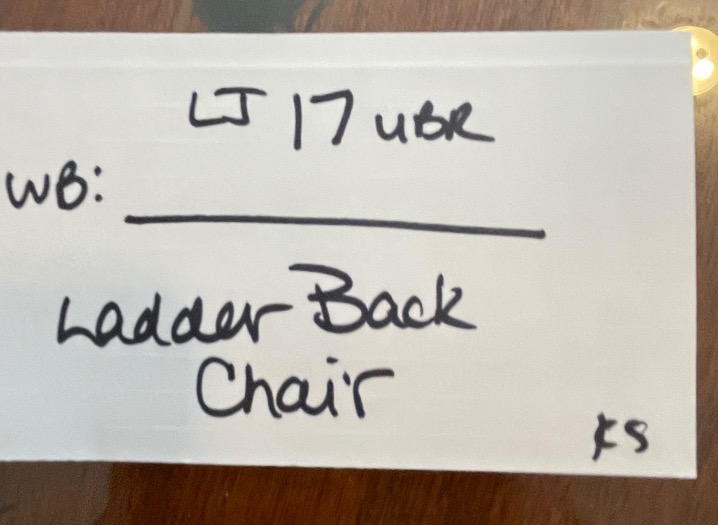 LJ 17 UBR
WB:
Ladder Back
Chair
KS